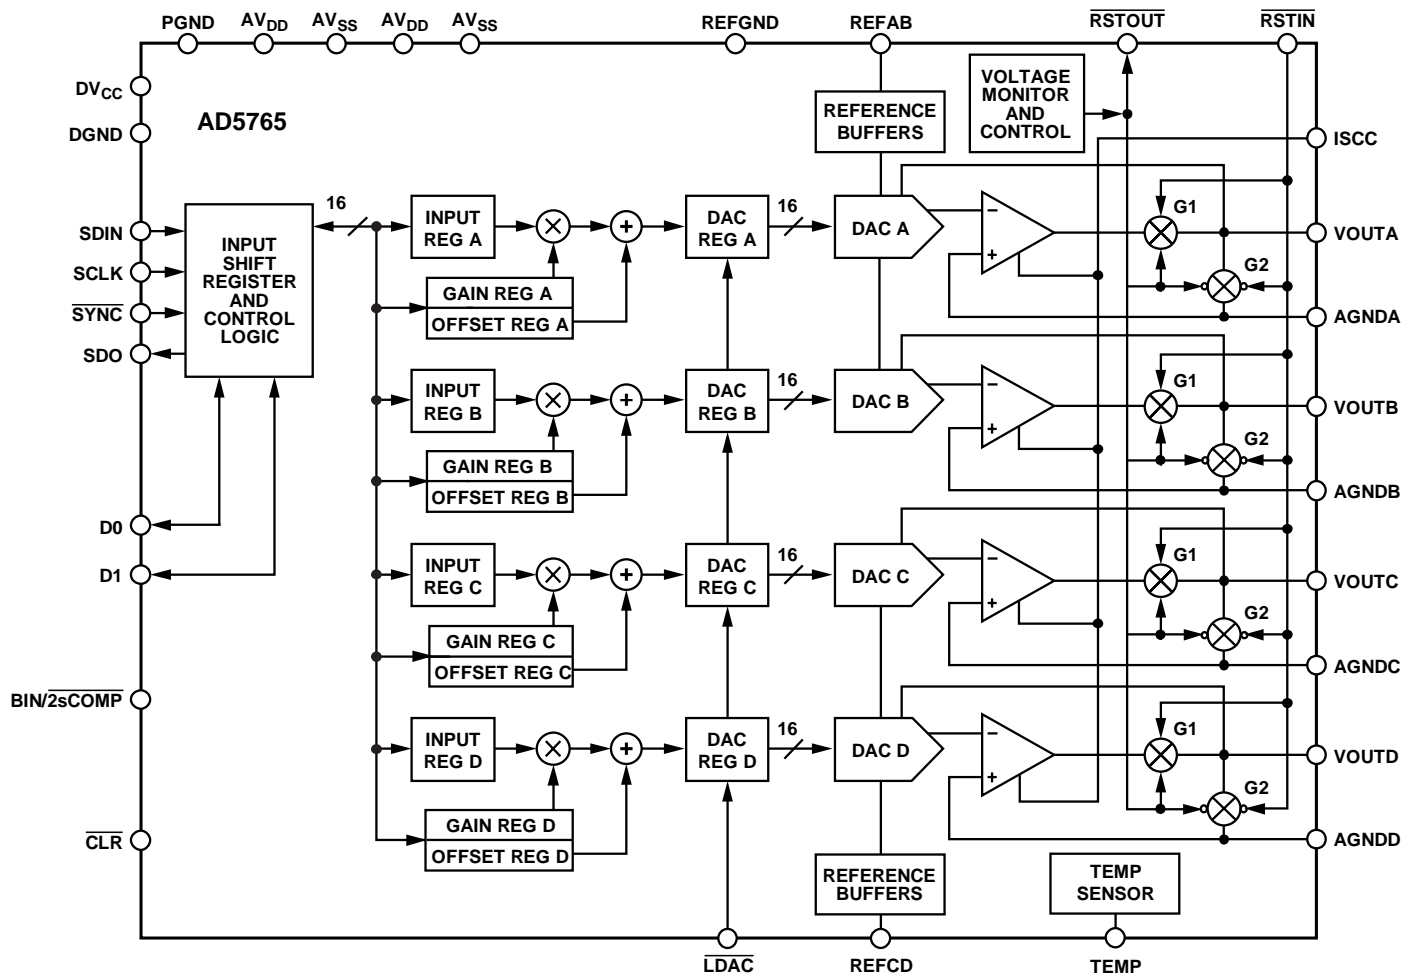 PGND
AVDD
AVSS
AVDD
AVSS
REFGND
REFAB
RSTOUT
RSTIN
DVCC
DGND
AD5765
REFERENCE
BUFFERS
VOLTAGE
MONITOR
AND
CONTROL
ISCC
SDIN
SCLK
SYNC
SDO
INPUT
SHIFT
REGISTER
AND
CONTROL
LOGIC
16
INPUT
REG A
×
+
GAIN REG A
OFFSET REG A
DAC
REG A
16
DAC A
−
+
G1
G2
VOUTA
AGNDA
INPUT
REG B
×
+
GAIN REG B
OFFSET REG B
DAC
REG B
16
DAC B
−
+
G1
G2
VOUTB
AGNDB
D0
D1
INPUT
REG C
×
+
GAIN REG C
OFFSET REG C
DAC
REG C
16
DAC C
−
+
G1
G2
VOUTC
AGNDC
BIN/2sCOMP
INPUT
REG D
×
+
GAIN REG D
OFFSET REG D
DAC
REG D
16
DAC D
−
+
G1
G2
VOUTD
AGNDD
CLR
REFERENCE
BUFFERS
TEMP
SENSOR
LDAC
REFCD
TEMP